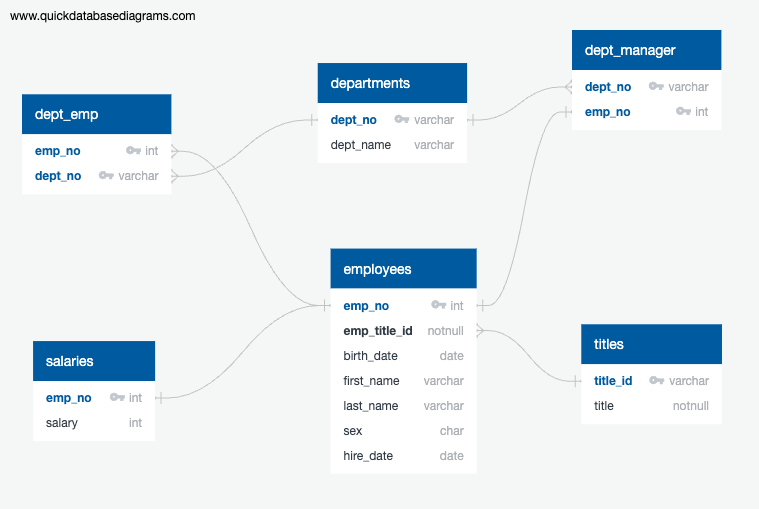 www.quickdatabasediagrams.com
dept_emp
emp_no int
dept_no varchar
departments
dept_no varchar
dept_name varchar
dept_manager
dept_no varchar
emp_no int
employees
emp_no int
emp_title_id notnull
birth_date date
first_name varchar
last_name varchar
sex char
hire_date date
salaries
emp_no int
salary int
titles
title_id varchar
title notnull